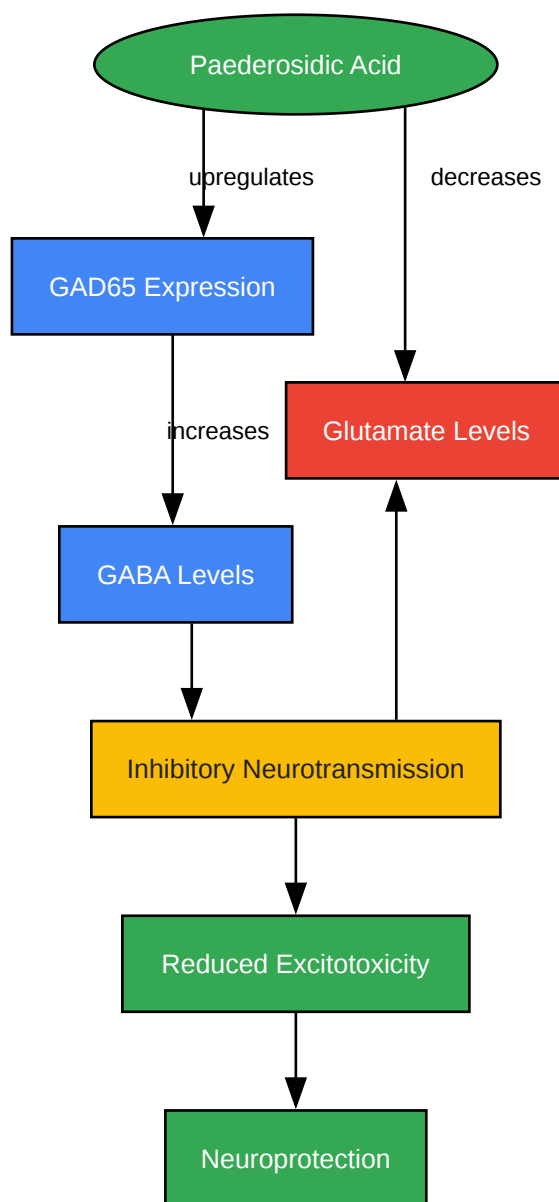 Paederosidic Acid
upregulates
decreases
GAD65 Expression
increases
Glutamate Levels
GABA Levels
Inhibitory Neurotransmission
Reduced Excitotoxicity
Neuroprotection